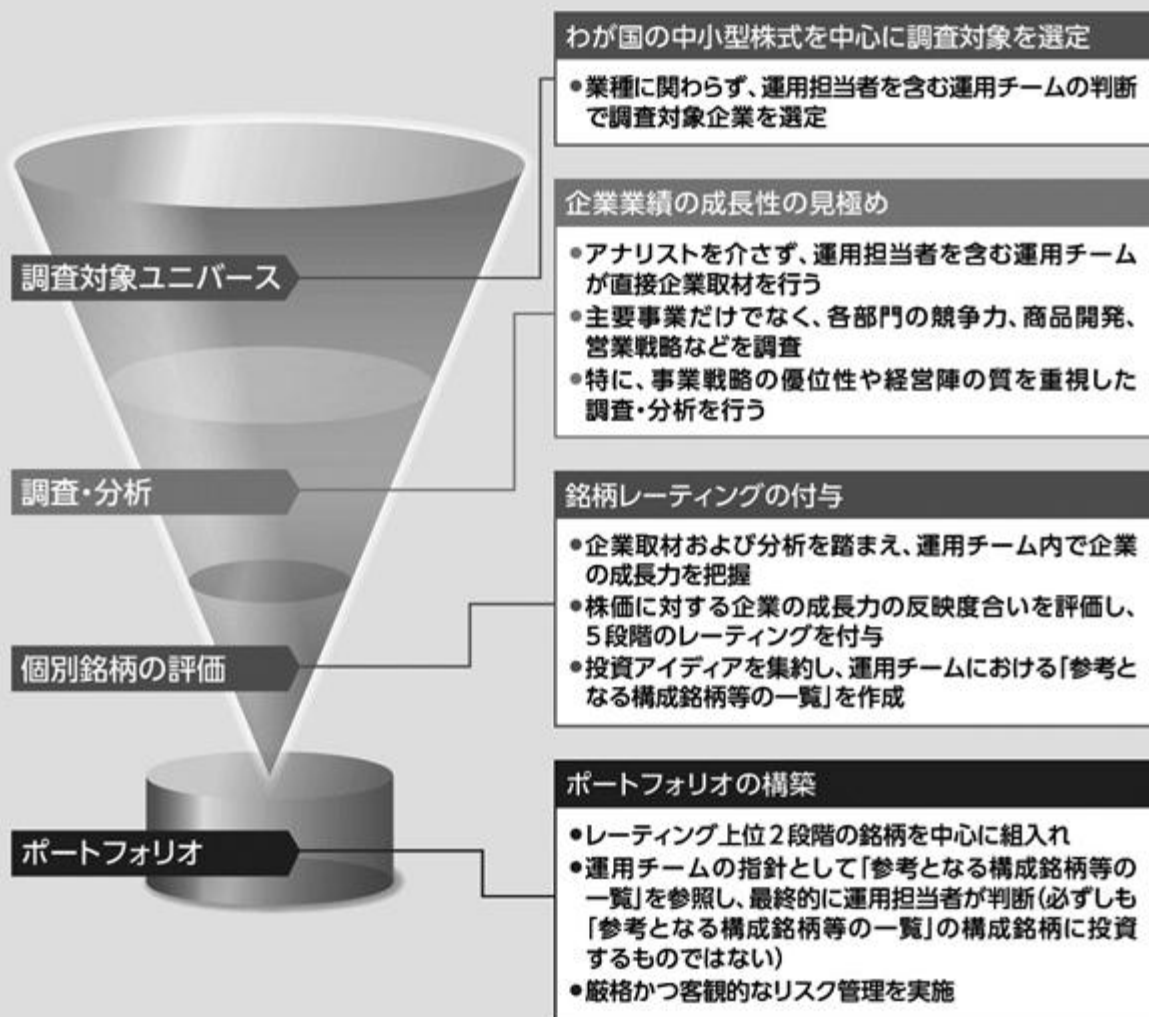 わが国の中小型株式を中心に調査対象を選定
●業種に関わらず、運用担当者を含む運用チームの判断
で調査対象企業を選定
調査対象ユニバース
企業業績の成長性の見極め
●アナリストを介さず、運用担当者を含む運用チーム
が直接企業取材を行う
●主要事業だけでなく、各部門の競争力、商品開発、
営業戦略などを調査
●特に、事業戦略の優位性や経営陣の質を重視した
調査・分析を行う
調査・分析
銘柄レーティングの付与
●企業取材および分析を踏まえ、運用チーム内で企業
の成長力を把握
●株価に対する企業の成長力の反映度合いを評価し、
5段階のレーティングを付与
●投資アイディアを集約し、運用チームにおける「参考と
なる構成銘柄等の一覧」を作成
個別銘柄の評価
ポートフォリオの構築
●レーティング上位2段階の銘柄を中心に組入れ
●運用チームの指針として「参考となる構成銘柄等の
一覧」を参照し、最終的に運用担当者が判断(必ずしも
「参考となる構成銘柄等の一覧」の構成銘柄に投資
するものではない)
●厳格かつ客観的なリスク管理を実施
ポートフォリオ